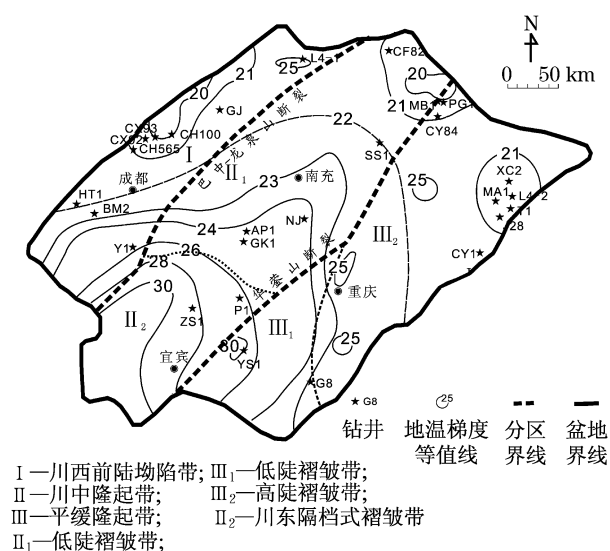 N
0 50 km
CF82
L4-1
25
21
20
20
GJ
21
MB1
PG1
CY84
CX93
CX92
CH100
CH565
I
22
SS1
21
XC2
MA1
L4-2
T1
28
成都
巴中龙泉山断裂
II₁
23
南充
25
HT1
BM2
24
NJ
AP1
GK1
III₂
CY1
Y1
26
28
华蓥山断裂
25
重庆
30
II₂
ZS1
P1
III₁
30
YS1
25
宜宾
G8
G8
钻井
25
地温梯度
等值线
分区
界线
盆地
界线
I—川西前陆坳陷带;
III₁—低陡褶皱带;
II—川中隆起带;
III₂—高陡褶皱带;
III—平缓隆起带;
II₂—川东隔档式褶皱带
II₁—低陡褶皱带;